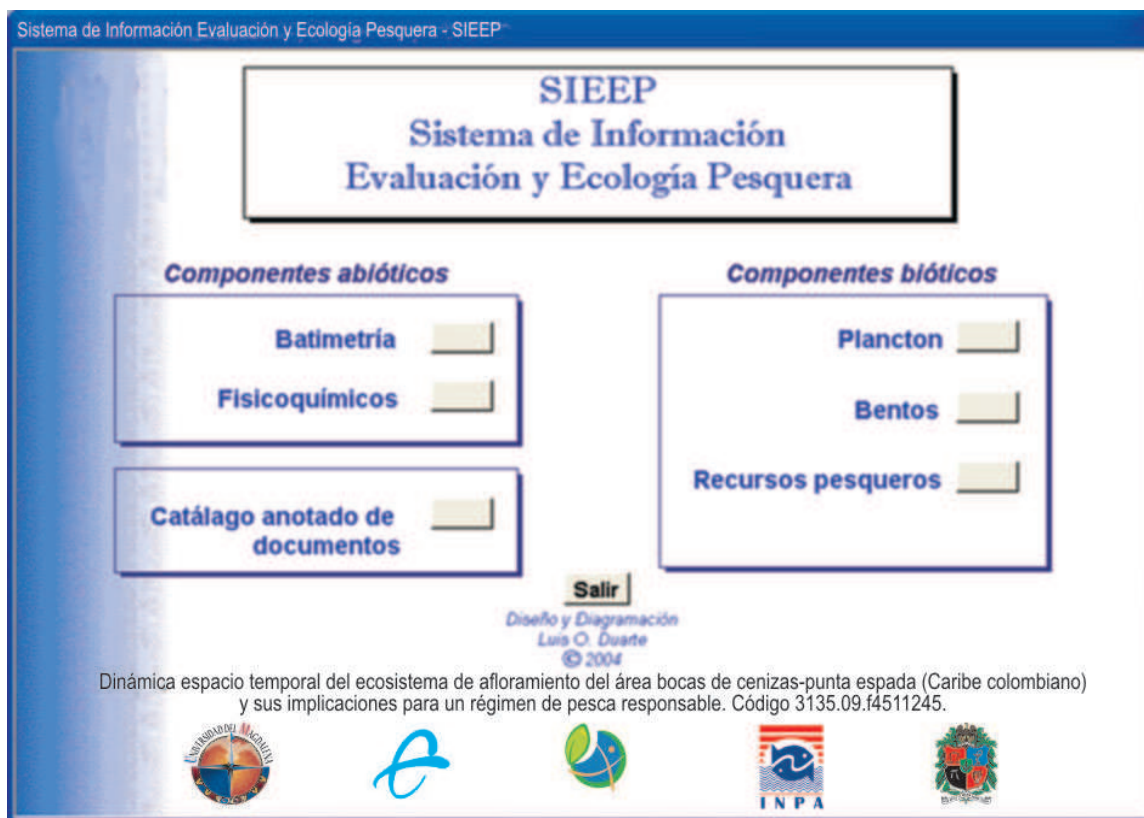 Sistema de Información Evaluación y Ecología Pesquera - SIEEP
SIEEP
Sistema de Información
Evaluación y Ecología Pesquera
Componentes abióticos
Batimetría
Fisicoquímicos
Catálago anotado de
documentos
Componentes bióticos
Plancton
Bentos
Recursos pesqueros
Salir
Diseño y Diagramación
Luis O. Duarte
© 2004
Dinámica espacio temporal del ecosistema de afloramiento del área bocas de cenizas-punta espada (Caribe colombiano)
y sus implicaciones para un régimen de pesca responsable. Código 3135.09.f4511245.
UNIVERSIDAD DEL MAGDALENA
INPA